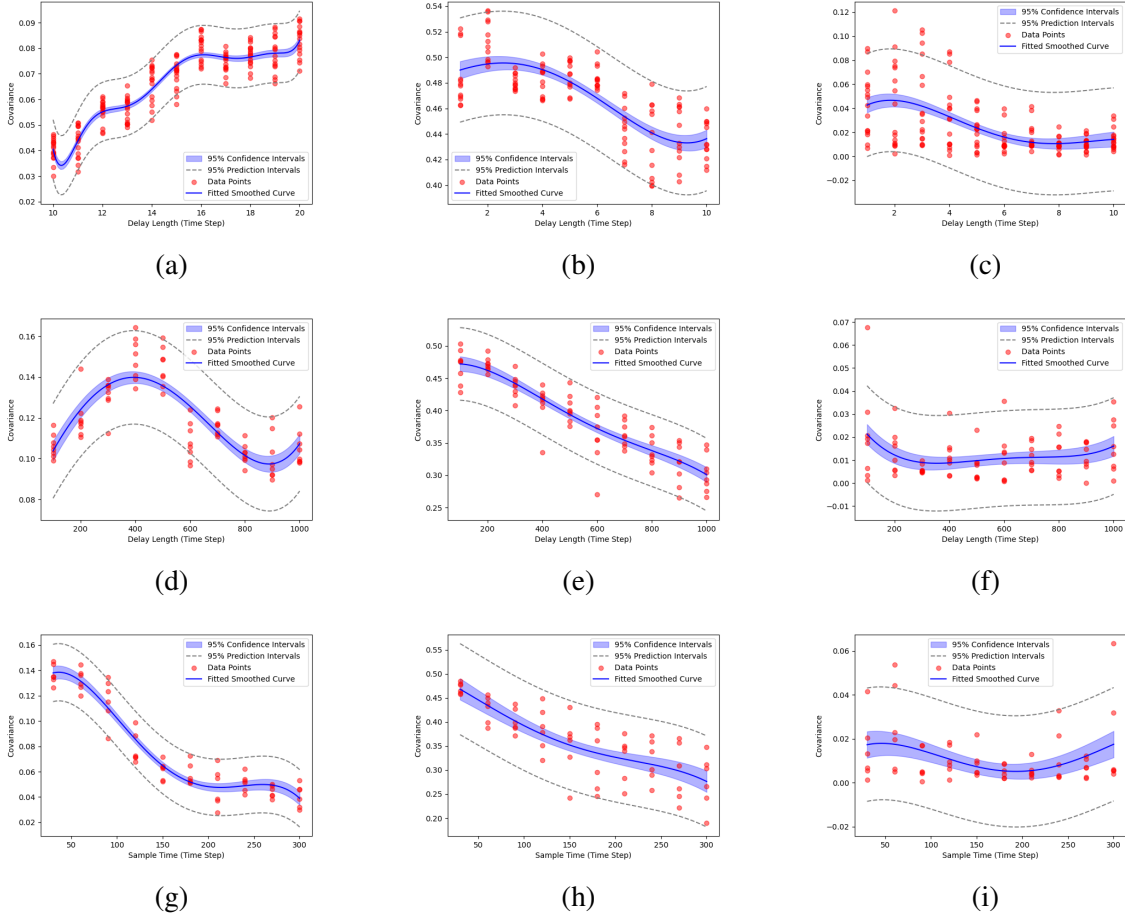 0.09
0.08
0.07
0.06
0.05
0.04
0.03
0.02
Covariance
95% Confidence Intervals
95% Prediction Intervals
Data Points
Fitted Smoothed Curve
10 12 14 16 18 20
Delay Length (Time Step)
(a)
0.54
0.52
0.50
0.48
0.46
0.44
0.42
0.40
Covariance
95% Confidence Intervals
95% Prediction Intervals
Data Points
Fitted Smoothed Curve
2 4 6 8 10
Delay Length (Time Step)
(b)
0.12
0.10
0.08
0.06
0.04
0.02
0.00
−0.02
Covariance
95% Confidence Intervals
95% Prediction Intervals
Data Points
Fitted Smoothed Curve
2 4 6 8 10
Delay Length (Time Step)
(c)
0.16
0.14
0.12
0.10
0.08
Covariance
95% Confidence Intervals
95% Prediction Intervals
Data Points
Fitted Smoothed Curve
200 400 600 800 1000
Delay Length (Time Step)
(d)
0.50
0.45
0.40
0.35
0.30
0.25
Covariance
95% Confidence Intervals
95% Prediction Intervals
Data Points
Fitted Smoothed Curve
200 400 600 800 1000
Delay Length (Time Step)
(e)
0.07
0.06
0.05
0.04
0.03
0.02
0.01
0.00
−0.01
Covariance
95% Confidence Intervals
95% Prediction Intervals
Data Points
Fitted Smoothed Curve
200 400 600 800 1000
Delay Length (Time Step)
(f)
0.16
0.14
0.12
0.10
0.08
0.06
0.04
0.02
Covariance
95% Confidence Intervals
95% Prediction Intervals
Data Points
Fitted Smoothed Curve
50 100 150 200 250 300
Sample Time (Time Step)
(g)
0.55
0.50
0.45
0.40
0.35
0.30
0.25
0.20
Covariance
95% Confidence Intervals
95% Prediction Intervals
Data Points
Fitted Smoothed Curve
50 100 150 200 250 300
Sample Time (Time Step)
(h)
0.06
0.04
0.02
0.00
−0.02
Covariance
95% Confidence Intervals
95% Prediction Intervals
Data Points
Fitted Smoothed Curve
50 100 150 200 250 300
Sample Time (Time Step)
(i)